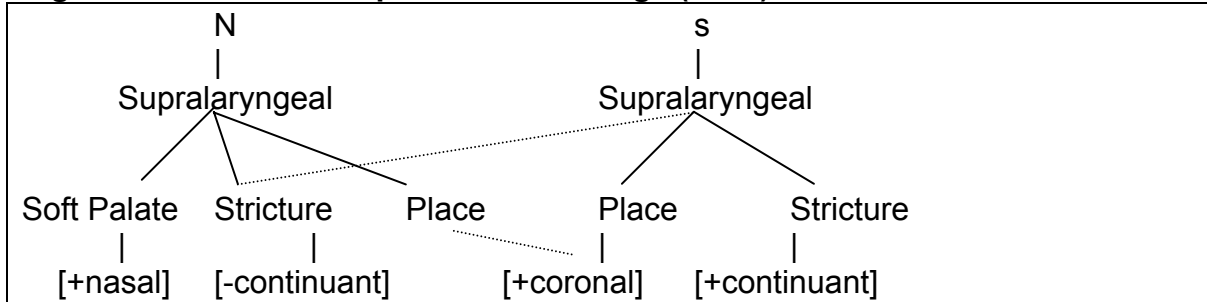 N s
| |
Supralaryngeal Supralaryngeal
Soft Palate Stricture Place Place Stricture
| | | |
[+nasal] [-continuant] [+coronal] [+continuant]